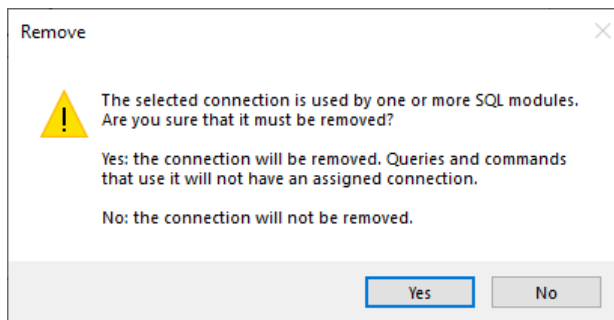 Remove
The selected connection is used by one or more SQL modules.
Are you sure that it must be removed?
Yes: the connection will be removed. Queries and commands
that use it will not have an assigned connection.
No: the connection will not be removed.
Yes
No